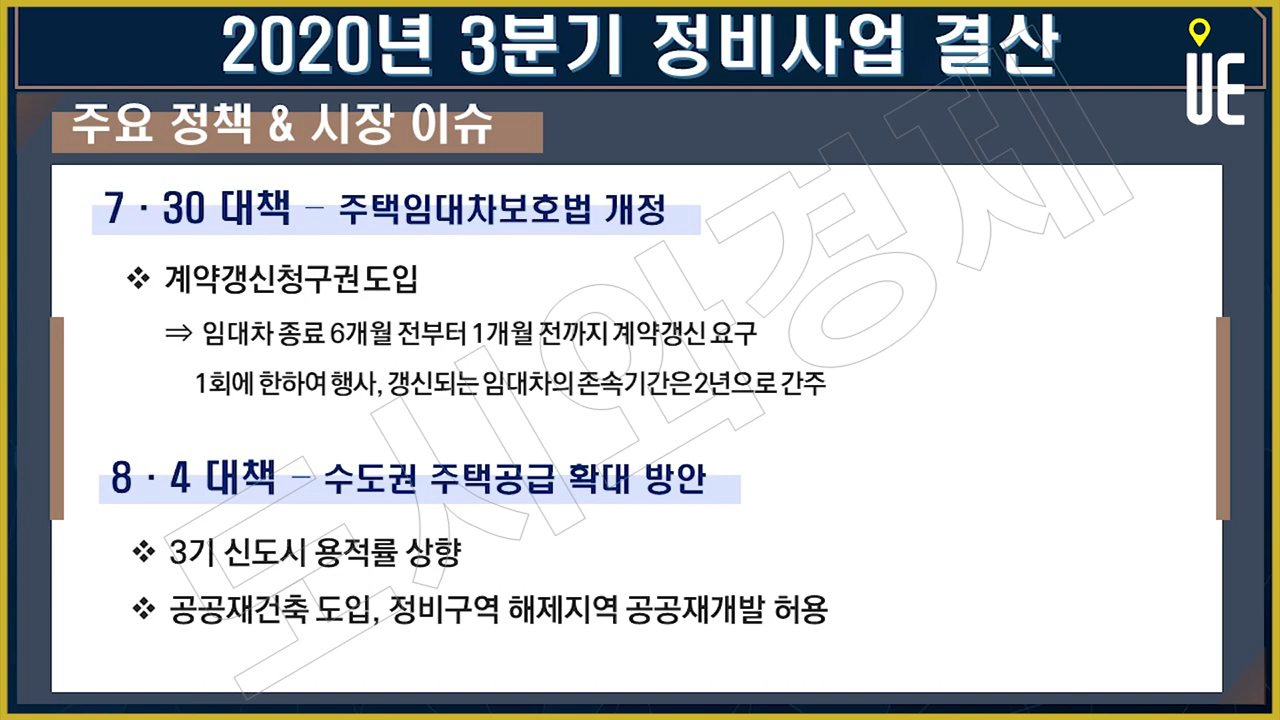 2020년 3분기 정비사업 결산
UE
주요 정책 & 시장 이슈
7 · 30 대책 – 주택임대차보호법 개정
❖ 계약갱신청구권 도입
⇒ 임대차 종료 6개월 전부터 1개월 전까지 계약갱신 요구
1회에 한하여 행사, 갱신되는 임대차의 존속기간은 2년으로 간주
8 · 4 대책 – 수도권 주택공급 확대 방안
❖ 3기 신도시 용적률 상향
❖ 공공재건축 도입, 정비구역 해제지역 공공재개발 허용
도시와경제